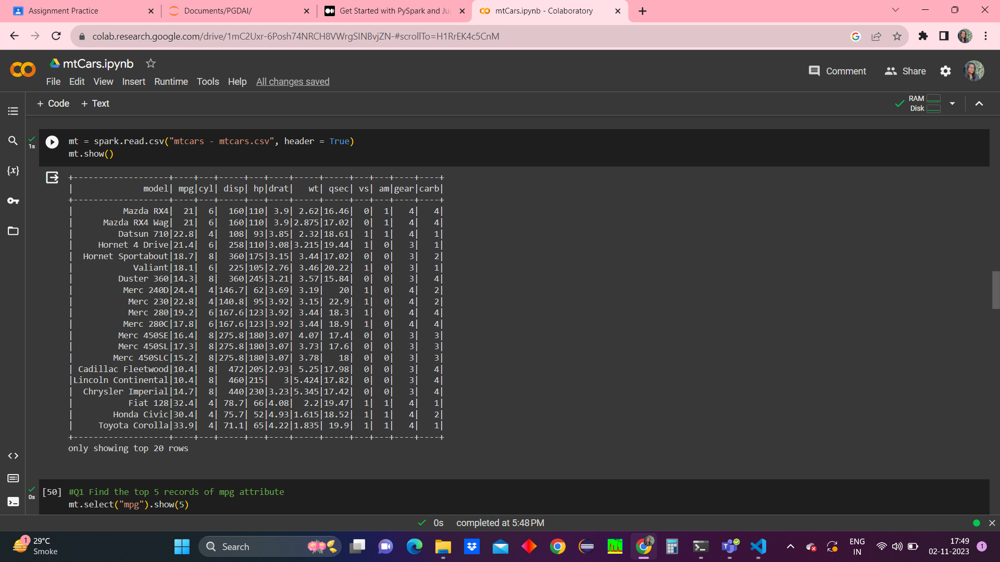 Assignment Practice
Documents/PGDAI/
Get Started with PySpark and Ju
mtCars.ipynb - Colaboratory
colab.research.google.com/drive/1mC2Uxr-6Posh74NRCH8VWrgSINBvjZN-#scrollTo=H1RrEK4c5CnM
mtCars.ipynb
Comment
Share
File Edit View Insert Runtime Tools Help All changes saved
+ Code + Text
RAM
Disk
1s
mt = spark.read.csv("mtcars - mtcars.csv", header = True)
mt.show()
{x}
+-------------------+----+---+-----+---+----+-----+-----+---+---+----+----+
|              model| mpg|cyl| disp| hp|drat|   wt| qsec| vs| am|gear|carb|
+-------------------+----+---+-----+---+----+-----+-----+---+---+----+----+
|          Mazda RX4|  21|  6|  160|110| 3.9| 2.62|16.46|  0|  1|   4|   4|
|      Mazda RX4 Wag|  21|  6|  160|110| 3.9|2.875|17.02|  0|  1|   4|   4|
|         Datsun 710|22.8|  4|  108| 93|3.85| 2.32|18.61|  1|  1|   4|   1|
|     Hornet 4 Drive|21.4|  6|  258|110|3.08|3.215|19.44|  1|  0|   3|   1|
|  Hornet Sportabout|18.7|  8|  360|175|3.15| 3.44|17.02|  0|  0|   3|   2|
|            Valiant|18.1|  6|  225|105|2.76| 3.46|20.22|  1|  0|   3|   1|
|         Duster 360|14.3|  8|  360|245|3.21| 3.57|15.84|  0|  0|   3|   4|
|          Merc 240D|24.4|  4|146.7| 62|3.69| 3.19|   20|  1|  0|   4|   2|
|           Merc 230|22.8|  4|140.8| 95|3.92| 3.15| 22.9|  1|  0|   4|   2|
|           Merc 280|19.2|  6|167.6|123|3.92| 3.44| 18.3|  1|  0|   4|   4|
|          Merc 280C|17.8|  6|167.6|123|3.92| 3.44| 18.9|  1|  0|   4|   4|
|         Merc 450SE|16.4|  8|275.8|180|3.07| 4.07| 17.4|  0|  0|   3|   3|
|         Merc 450SL|17.3|  8|275.8|180|3.07| 3.73| 17.6|  0|  0|   3|   3|
|        Merc 450SLC|15.2|  8|275.8|180|3.07| 3.78|   18|  0|  0|   3|   3|
| Cadillac Fleetwood|10.4|  8|  472|205|2.93| 5.25|17.98|  0|  0|   3|   4|
|Lincoln Continental|10.4|  8|  460|215|   3|5.424|17.82|  0|  0|   3|   4|
|  Chrysler Imperial|14.7|  8|  440|230|3.23|5.345|17.42|  0|  0|   3|   4|
|           Fiat 128|32.4|  4| 78.7| 66|4.08|  2.2|19.47|  1|  1|   4|   1|
|        Honda Civic|30.4|  4| 75.7| 52|4.93|1.615|18.52|  1|  1|   4|   2|
|     Toyota Corolla|33.9|  4| 71.1| 65|4.22|1.835| 19.9|  1|  1|   4|   1|
+-------------------+----+---+-----+---+----+-----+-----+---+---+----+----+
only showing top 20 rows
0s
[50] #Q1 Find the top 5 records of mpg attribute
mt.select("mpg").show(5)
0s completed at 5:48 PM
1
29°C
Smoke
Search
ENG
IN
17:49
02-11-2023
1